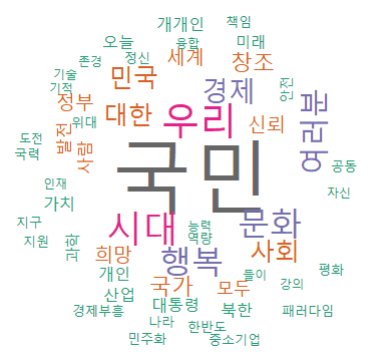 개개인 책임
오늘 융합 미래
존경 정신 세계 창조
기술 민국
기적 경제 안전
정부 대한 우리 신뢰 여러분
위대
도전 발전
국력 사람 국민 공동
인재 자신
가치
지구 시대 능력 문화
지원 과학 역량
희망 행복 사회
개인 들이 평화
산업 국가 모두 강의
대통령 북한
경제부흥 패러다임
나라 한반도
민주화 중소기업